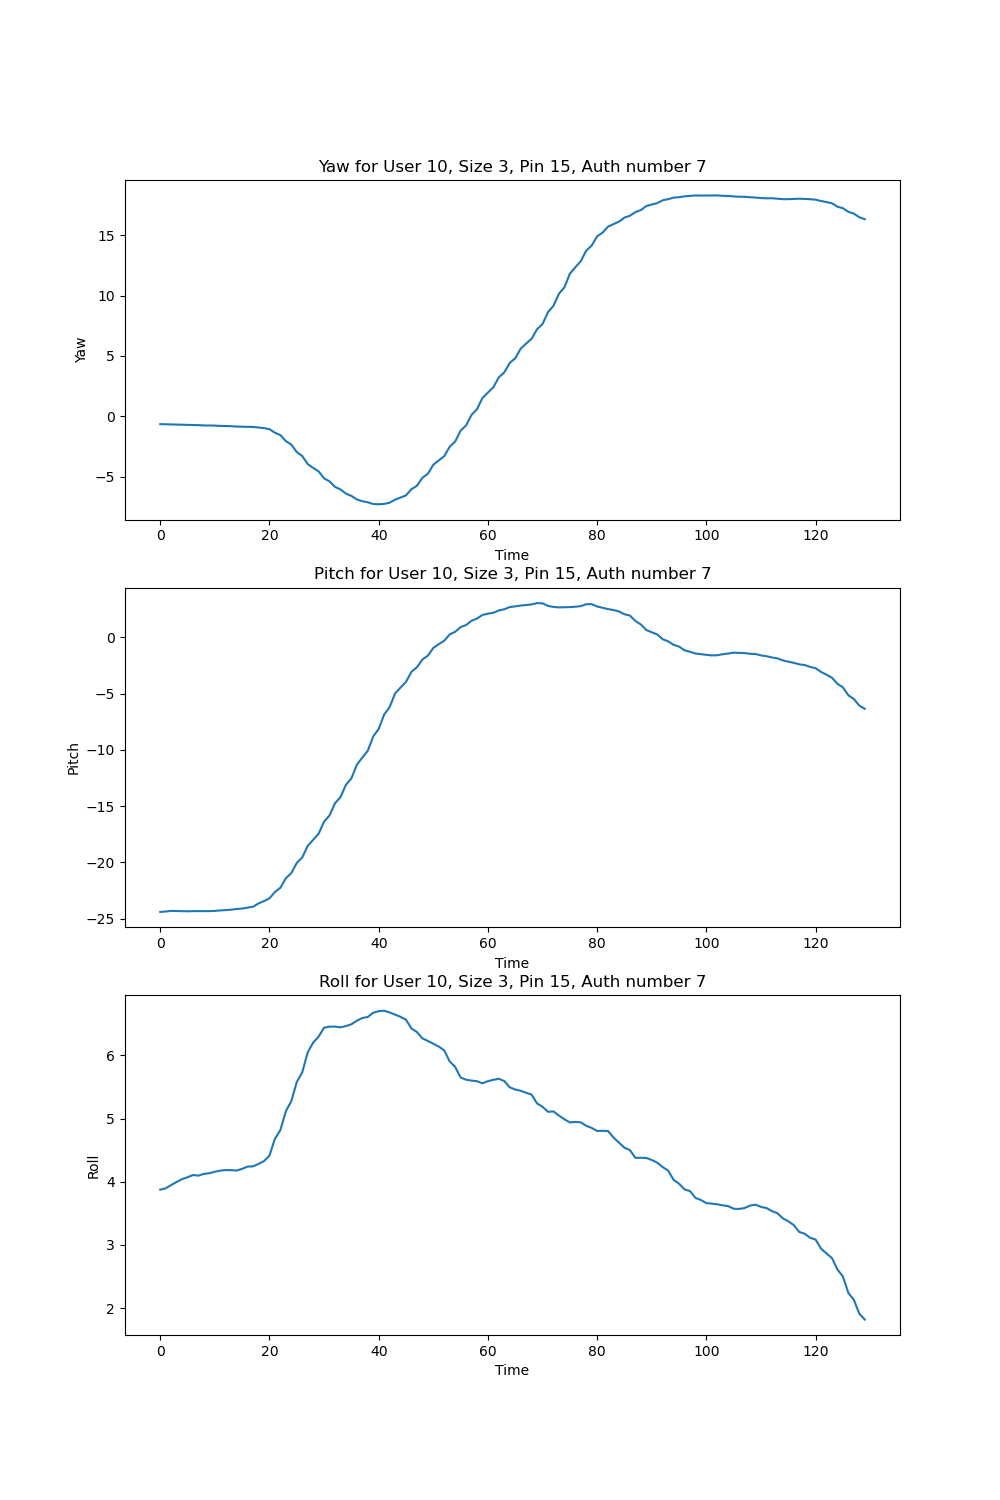 Yaw for User 10, Size 3, Pin 15, Auth number 7
15
10
5
0
−5
Yaw
0 20 40 60 80 100 120
Time
Pitch for User 10, Size 3, Pin 15, Auth number 7
0
−5
−10
−15
−20
−25
Pitch
0 20 40 60 80 100 120
Time
Roll for User 10, Size 3, Pin 15, Auth number 7
6
5
4
3
2
Roll
0 20 40 60 80 100 120
Time